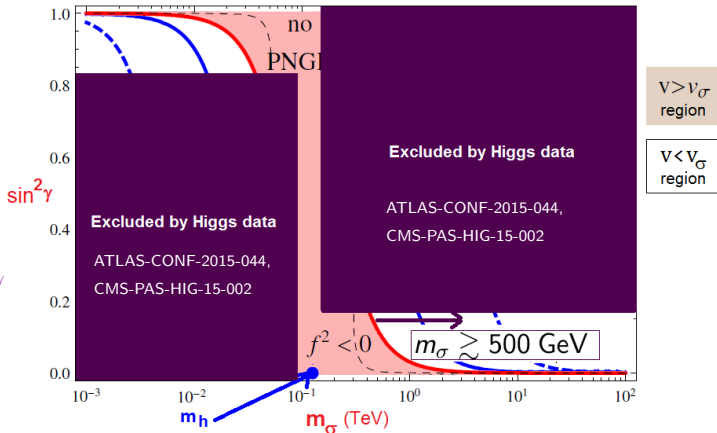 1.0
0.8
0.6
0.4
0.2
0.0
sin²γ
no
PNG
Excluded by Higgs data
ATLAS-CONF-2015-044,
CMS-PAS-HIG-15-002
Excluded by Higgs data
ATLAS-CONF-2015-044,
CMS-PAS-HIG-15-002
f² < 0
m_σ ≳ 500 GeV
10⁻³ 10⁻² 10⁻¹ 10⁰ 10¹ 10²
m_h
m_σ (TeV)
v>v_σ
region
v<v_σ
region